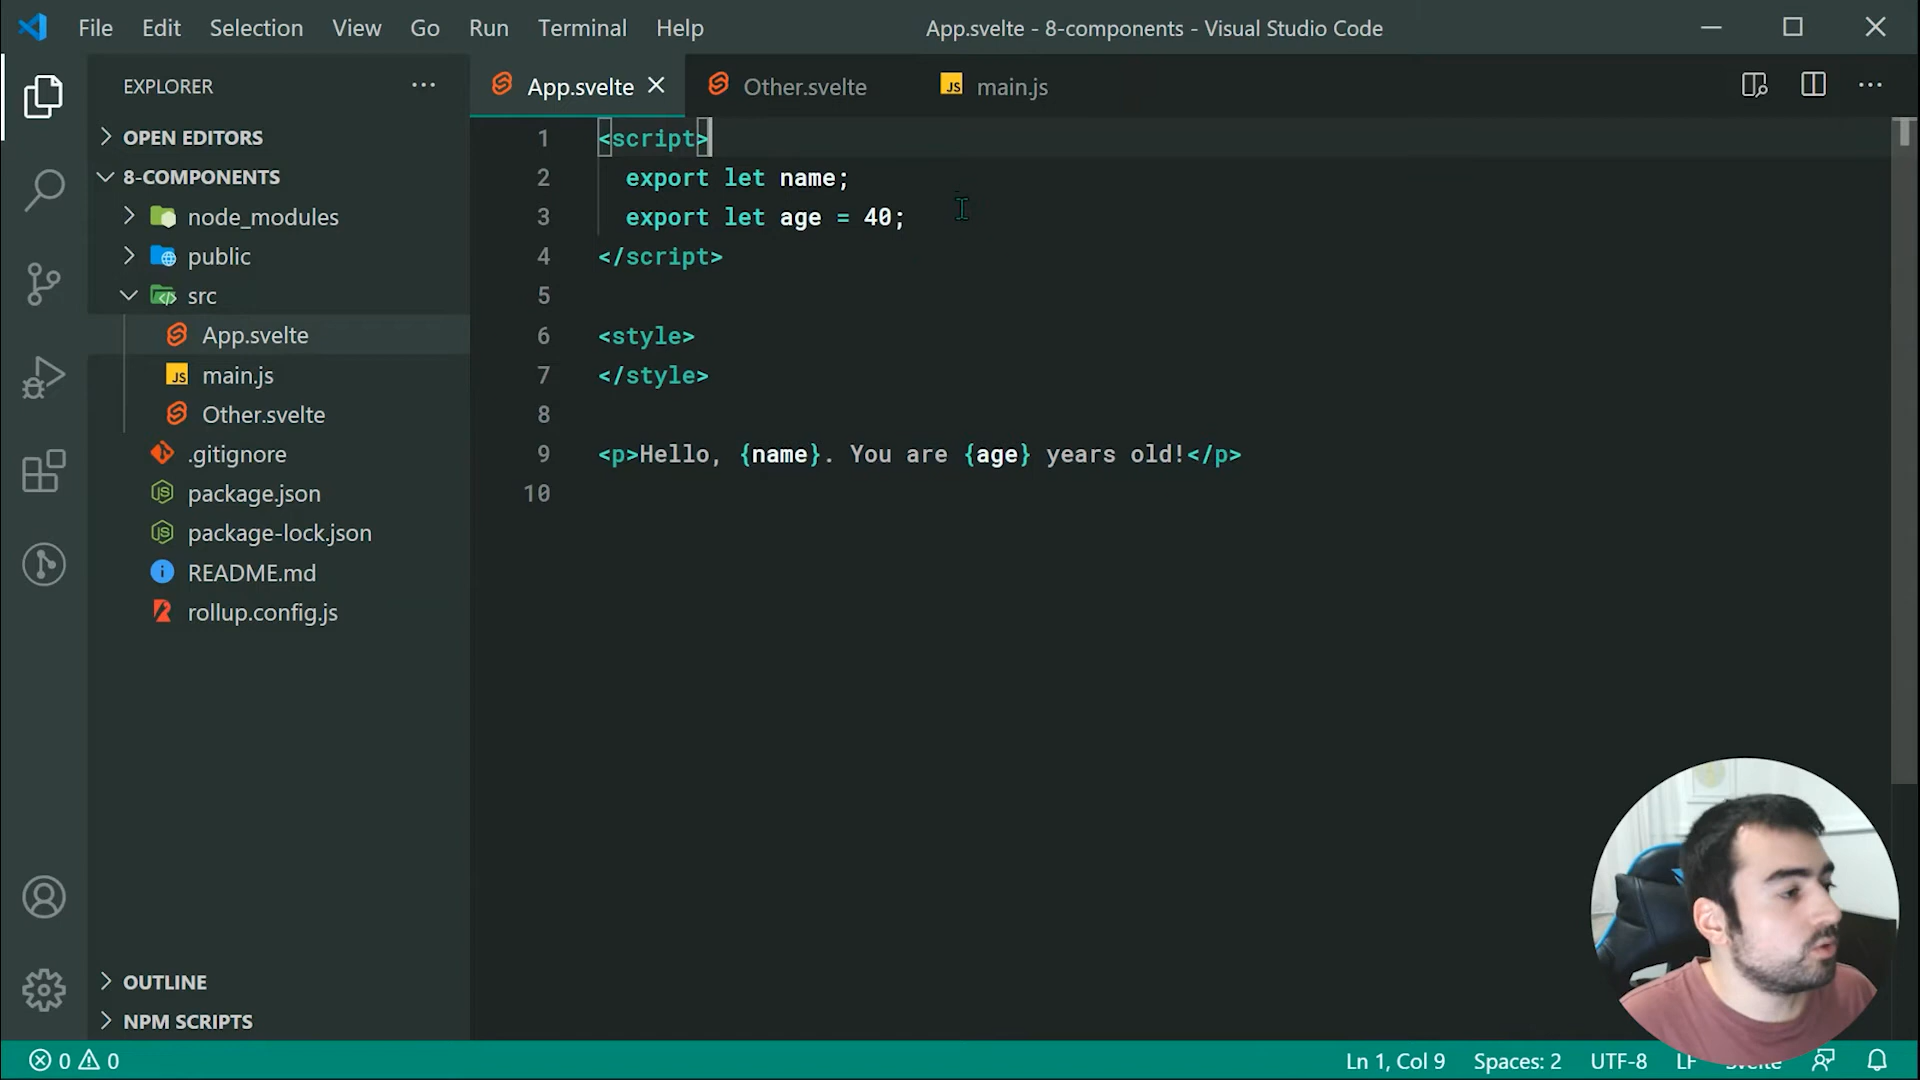 File Edit Selection View Go Run Terminal Help App.svelte - 8-components - Visual Studio Code
EXPLORER
OPEN EDITORS
8-COMPONENTS
node_modules
public
src
App.svelte
JS main.js
Other.svelte
.gitignore
package.json
package-lock.json
README.md
rollup.config.js
OUTLINE
NPM SCRIPTS
App.svelte Other.svelte JS main.js
1 <script>
2 export let name;
3 export let age = 40;
4 </script>
5
6 <style>
7 </style>
8
9 <p>Hello, {name}. You are {age} years old!</p>
10
0 0 Ln 1, Col 9 Spaces: 2 UTF-8 LF Svelte